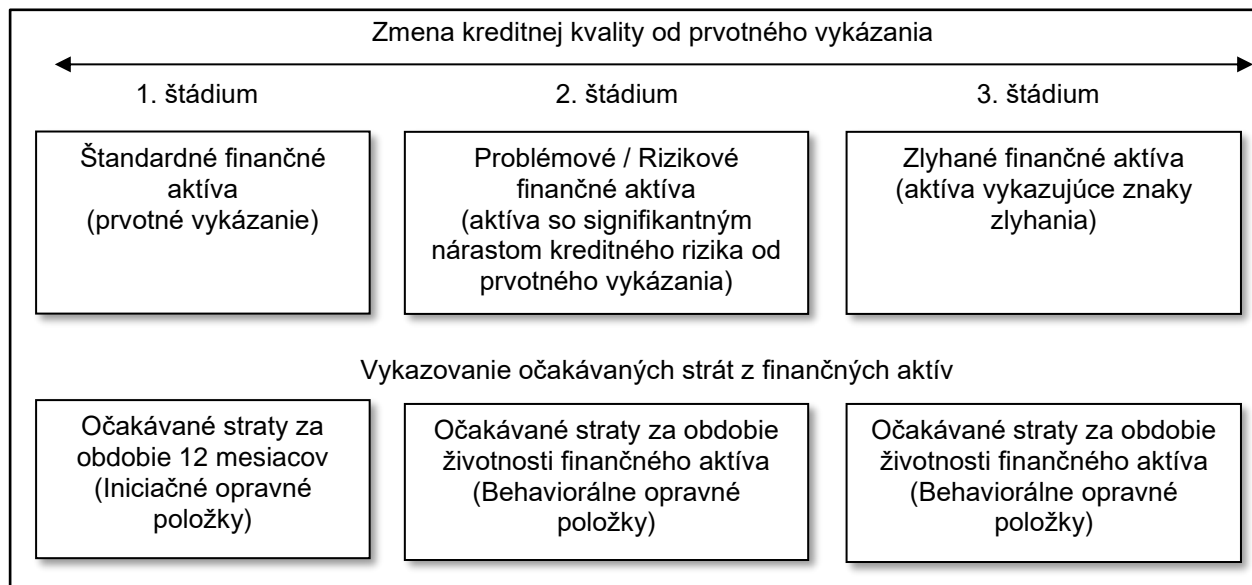 Zmena kreditnej kvality od prvotného vykázania
1. štádium
2. štádium
3. štádium
Štandardné finančné
aktíva
(prvotné vykázanie)
Problémové / Rizikové
finančné aktíva
(aktíva so signifikantným
nárastom kreditného rizika od
prvotného vykázania)
Zlyhané finančné aktíva
(aktíva vykazujúce znaky
zlyhania)
Vykazovanie očakávaných strát z finančných aktív
Očakávané straty za
obdobie 12 mesiacov
(Iniciačné opravné
položky)
Očakávané straty za obdobie
životnosti finančného aktíva
(Behaviorálne opravné
položky)
Očakávané straty za obdobie
životnosti finančného aktíva
(Behaviorálne opravné
položky)